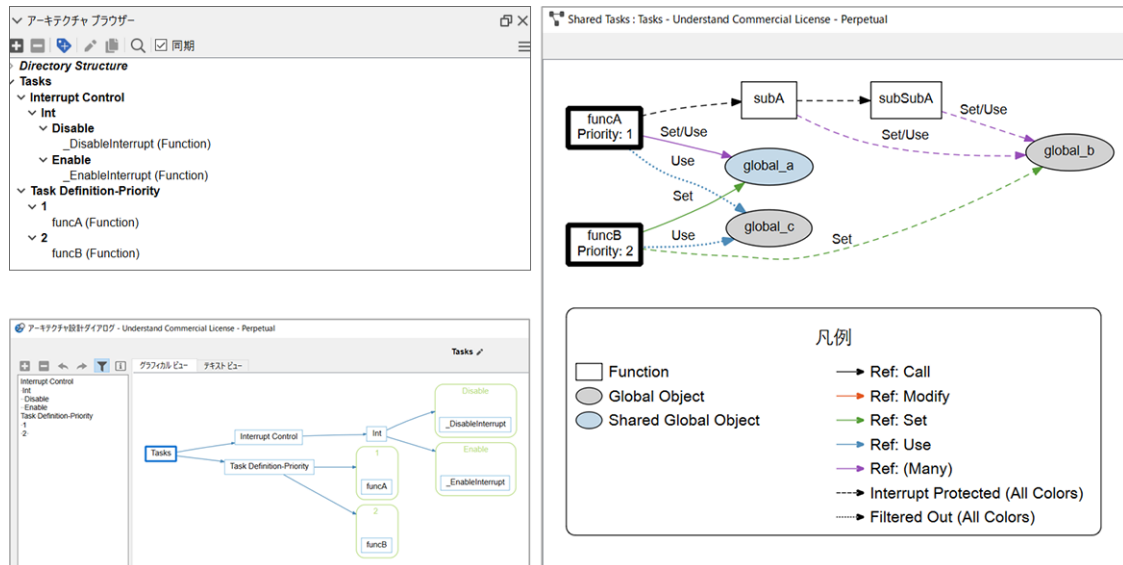 アーキテクチャ ブラウザー
同期
Directory Structure
Tasks
Interrupt Control
Int
Disable
_DisableInterrupt (Function)
Enable
_EnableInterrupt (Function)
Task Definition-Priority
1
funcA (Function)
2
funcB (Function)
アーキテクチャ設計ダイアログ - Understand Commercial License - Perpetual
Tasks
グラフィカル ビュー
テキスト ビュー
Interrupt Control
Int
Disable
Enable
Task Definition-Priority
1
2
Tasks
Interrupt Control
Int
Disable
_DisableInterrupt
Enable
_EnableInterrupt
Task Definition-Priority
1
funcA
2
funcB
Shared Tasks : Tasks - Understand Commercial License - Perpetual
funcA
Priority: 1
subA
subSubA
Set/Use
Set/Use
Set/Use
Use
global_a
global_b
Set
funcB
Priority: 2
Use
global_c
Set
凡例
Function
Global Object
Shared Global Object
Ref: Call
Ref: Modify
Ref: Set
Ref: Use
Ref: (Many)
Interrupt Protected (All Colors)
Filtered Out (All Colors)